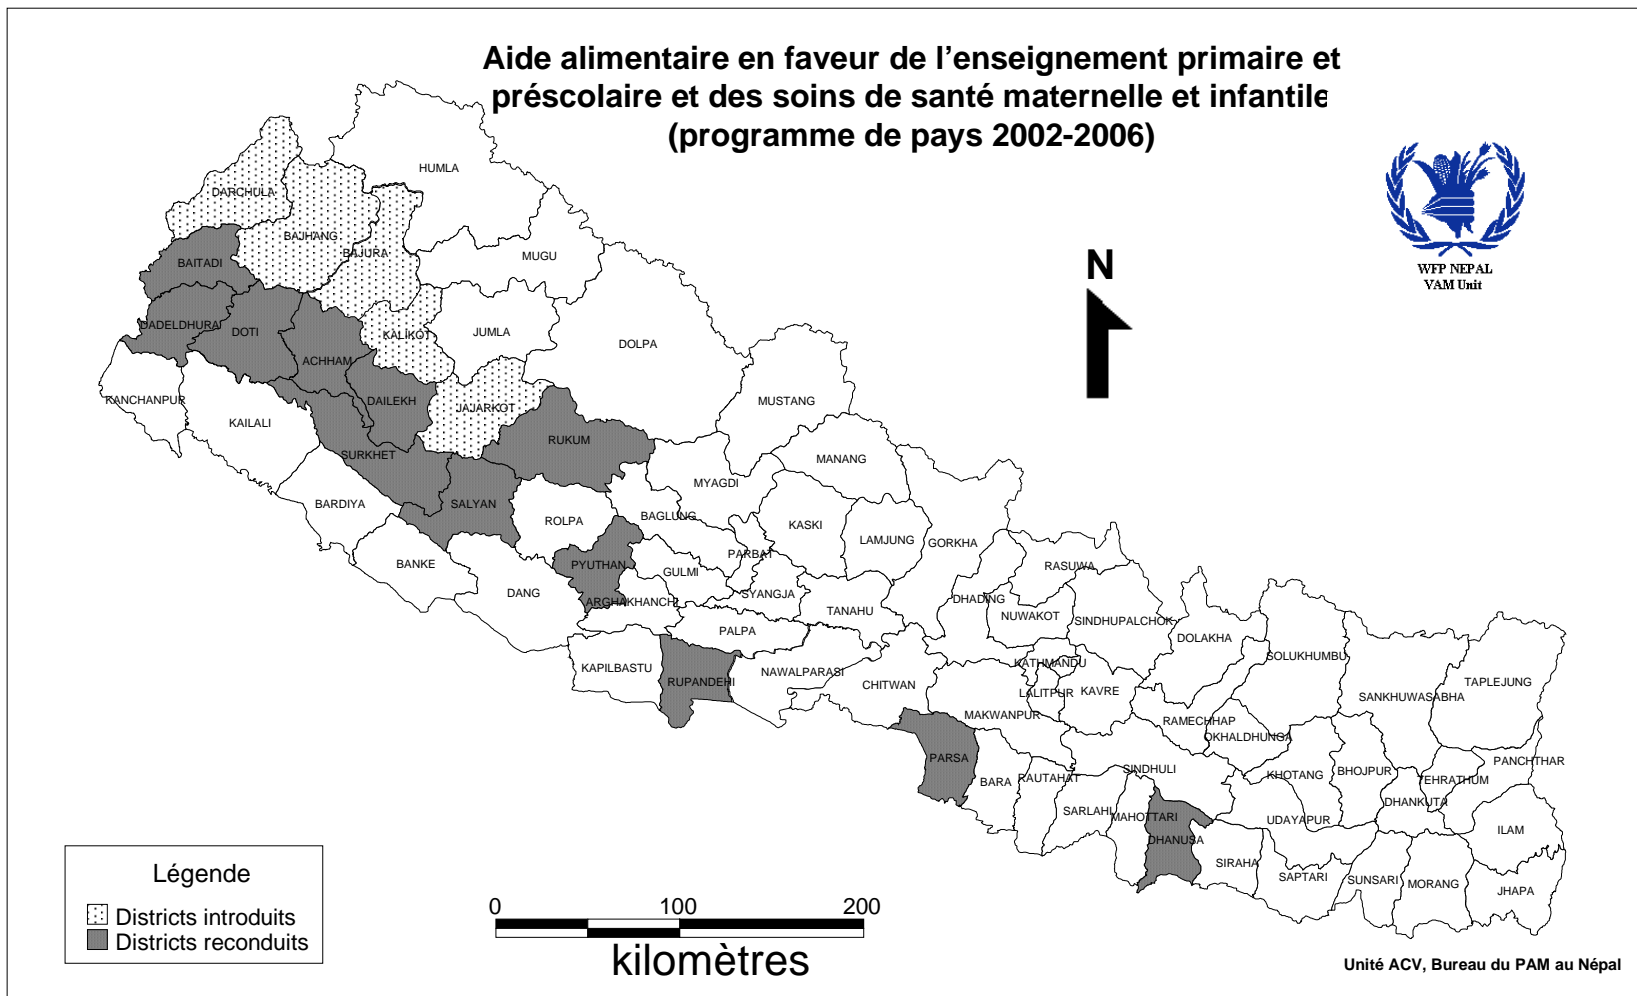 Aide alimentaire en faveur de l'enseignement primaire et
préscolaire et des soins de santé maternelle et infantile
(programme de pays 2002-2006)
WFP NEPAL
VAM Unit
N
HUMLA
DARCHULA
BAJHANG
BAJURA
MUGU
BAITADI
DADELDHURA
DOTI
ACHHAM
KALIKOT
JUMLA
DOLPA
KANCHANPUR
KAILALI
DAILEKH
JAJARKOT
MUSTANG
RUKUM
SURKHET
MANANG
MYAGDI
BARDIYA
SALYAN
ROLPA
BAGLUNG
KASKI
LAMJUNG
GORKHA
BANKE
PYUTHAN
GULMI
PARBAT
RASUWA
DANG
ARGHAKHANCHI
SYANGJA
TANAHU
DHADING
NUWAKOT
SINDHUPALCHOK
DOLAKHA
PALPA
KAPILBASTU
RUPANDEHI
NAWALPARASI
CHITWAN
KATHMANDU
LALITPUR
KAVRE
SOLUKHUMBU
SANKHUWASABHA
TAPLEJUNG
MAKWANPUR
RAMECHHAP
OKHALDHUNGA
PARSA
BARA
RAUTAHAT
SINDHULI
KHOTANG
BHOJPUR
TEHRATHUM
PANCHTHAR
SARLAHI
MAHOTTARI
DHANUSA
UDAYAPUR
DHANKUTA
ILAM
SIRAHA
SAPTARI
SUNSARI
MORANG
JHAPA
Légende
Districts introduits
Districts reconduits
0 100 200
kilomètres
Unité ACV, Bureau du PAM au Népal